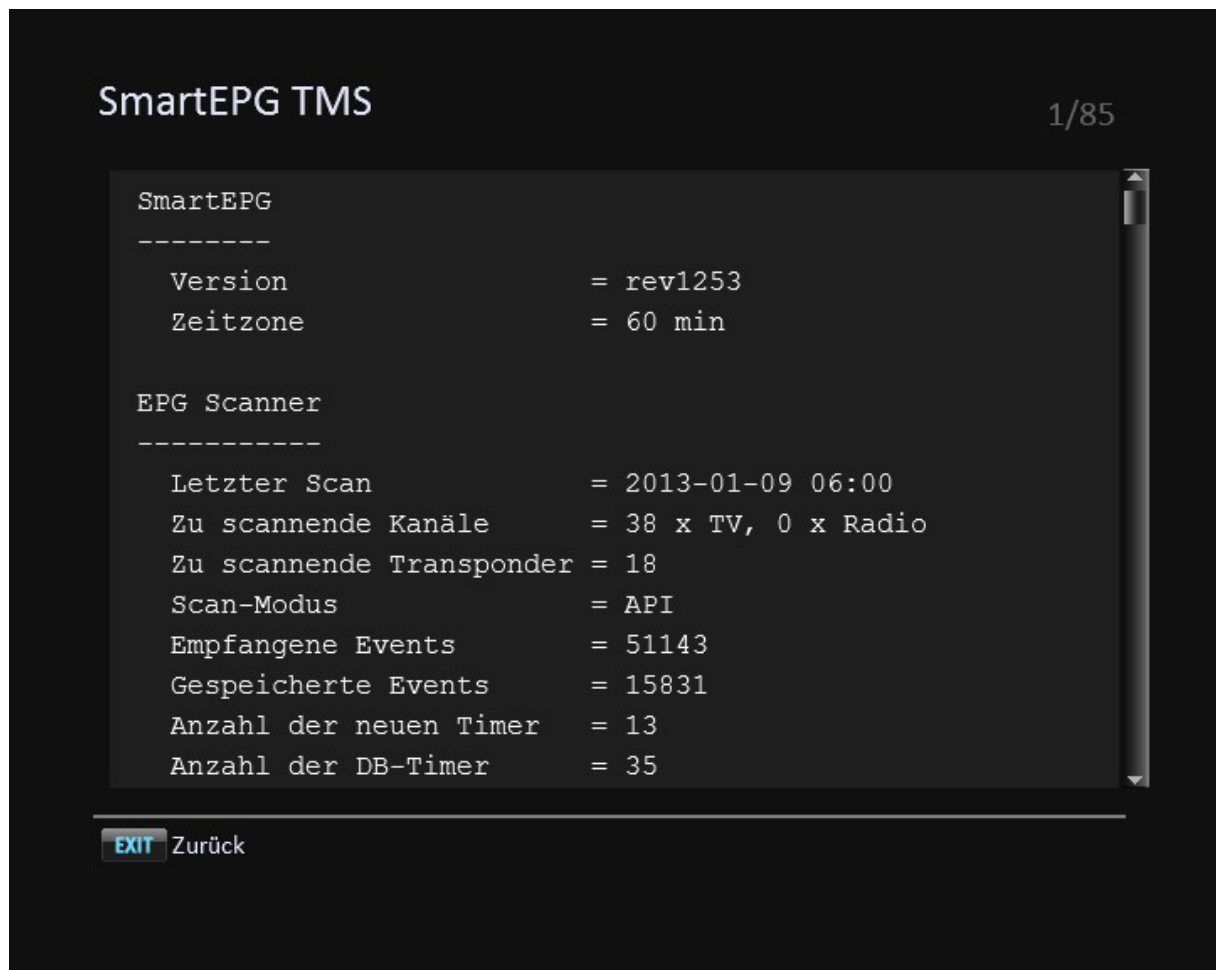 SmartEPG TMS
1/85
SmartEPG
--------
Version = rev1253
Zeitzone = 60 min
EPG Scanner
-----------
Letzter Scan = 2013-01-09 06:00
Zu scannende Kanäle = 38 x TV, 0 x Radio
Zu scannende Transponder = 18
Scan-Modus = API
Empfangene Events = 51143
Gespeicherte Events = 15831
Anzahl der neuen Timer = 13
Anzahl der DB-Timer = 35
EXIT Zurück